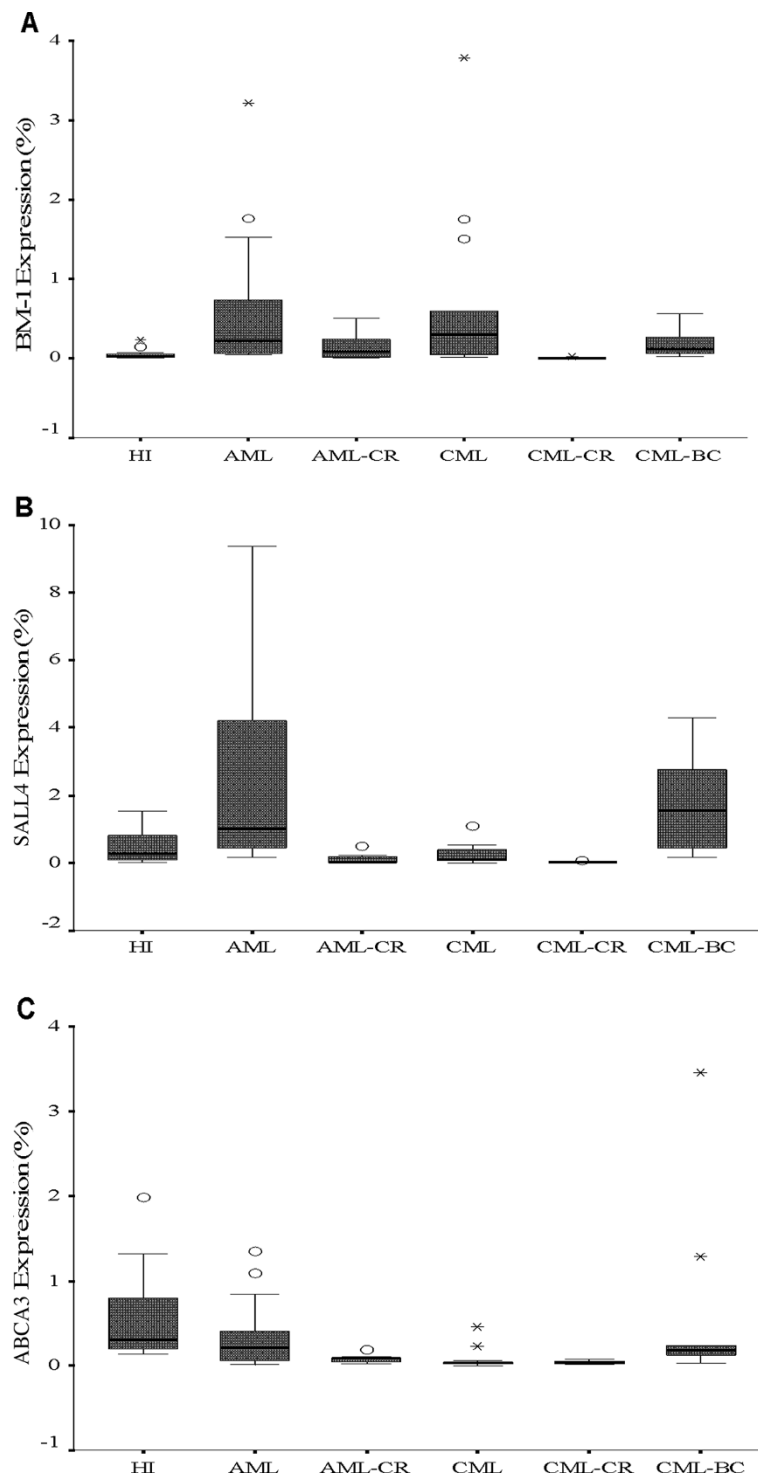 A
4
3
2
1
0
-1
BM-1 Expression (%)
HI AML AML-CR CML CML-CR CML-BC
B
10
8
6
4
2
0
-2
SALL4 Expression (%)
HI AML AML-CR CML CML-CR CML-BC
C
4
3
2
1
0
-1
ABCA3 Expression (%)
HI AML AML-CR CML CML-CR CML-BC